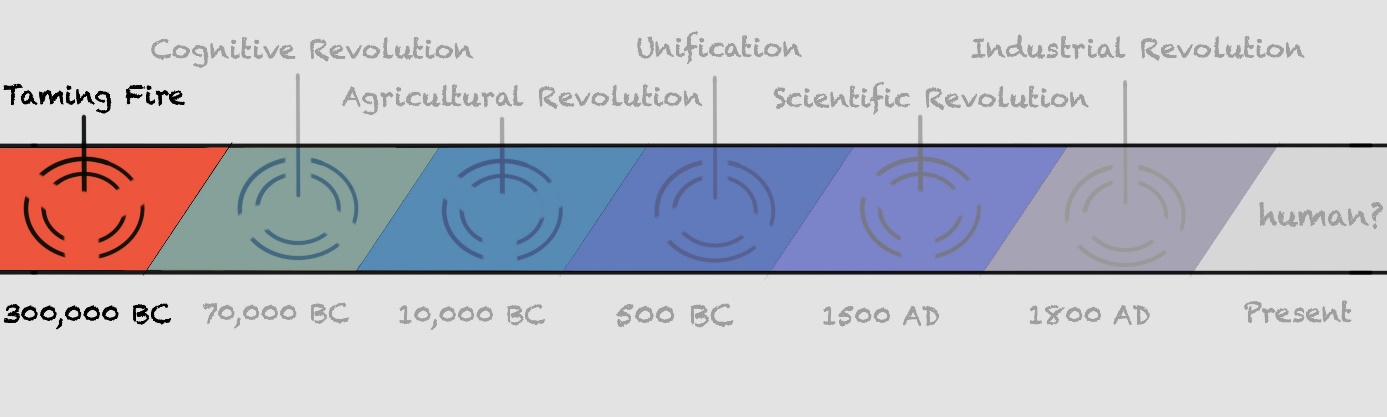 Cognitive Revolution
Unification
Industrial Revolution
Taming Fire
Agricultural Revolution
Scientific Revolution
human?
300,000 BC
70,000 BC
10,000 BC
500 BC
1500 AD
1800 AD
Present